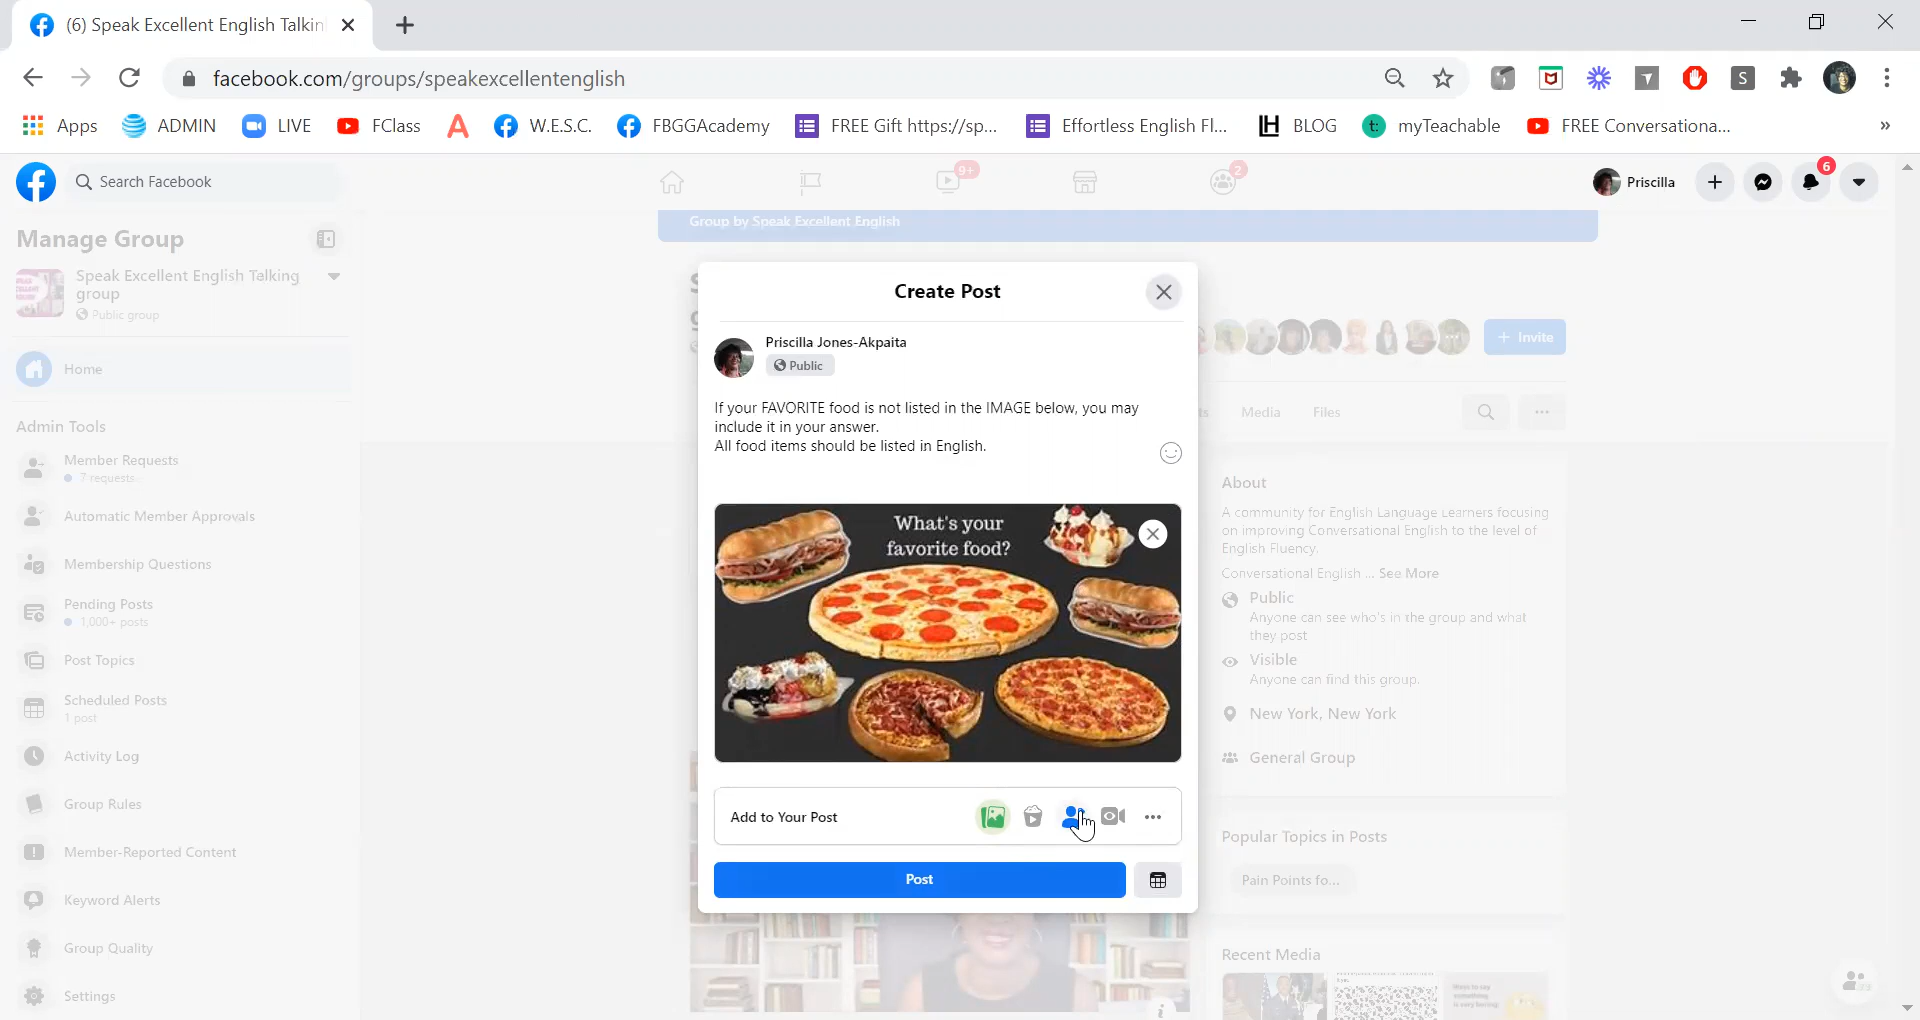 (6) Speak Excellent English Talkin
facebook.com/groups/speakexcellentenglish
S
Apps
ADMIN
LIVE
FClass
W.E.S.C.
FBGGAcademy
FREE Gift https://sp...
Effortless English Fl...
BLOG
t:
myTeachable
FREE Conversationa...
»
Search Facebook
9+
2
Priscilla
6
Manage Group
Speak Excellent English Talking
group
Public group
Home
Admin Tools
Member Requests
7 requests
Automatic Member Approvals
Membership Questions
Pending Posts
1,000+ posts
Post Topics
Scheduled Posts
1 post
Activity Log
Group Rules
Member-Reported Content
Keyword Alerts
Group Quality
Settings
Group by Speak Excellent English
+ Invite
Media
Files
Create Post
Priscilla Jones-Akpaita
Public
If your FAVORITE food is not listed in the IMAGE below, you may
include it in your answer.
All food items should be listed in English.
What's your
favorite food?
Add to Your Post
Post
About
A community for English Language Learners focusing
on improving Conversational English to the level of
English Fluency.
Conversational English ... See More
Public
Anyone can see who's in the group and what
they post
Visible
Anyone can find this group.
New York, New York
General Group
Popular Topics in Posts
Pain Points fo...
Recent Media